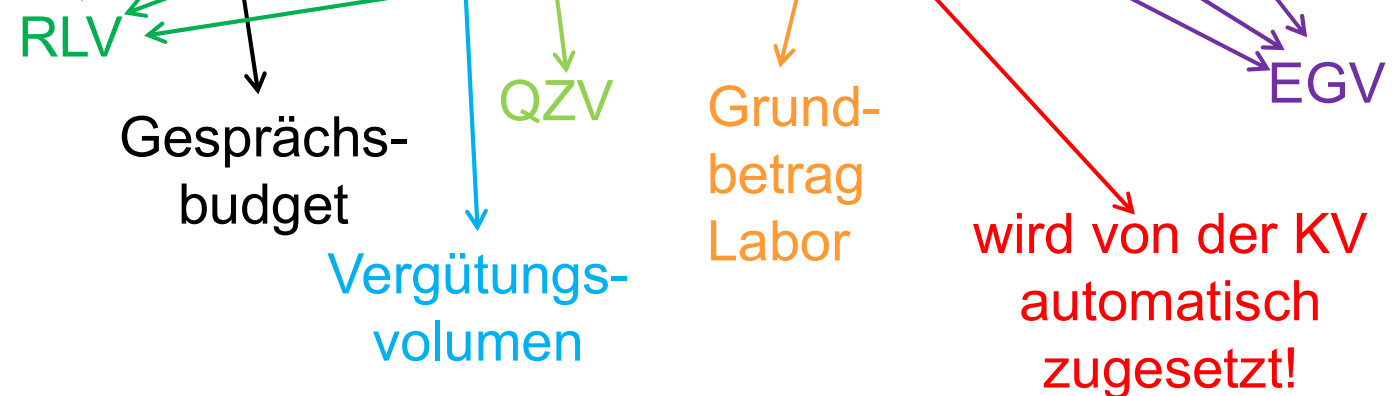 RLV
Gesprächs-
budget
Vergütungs-
volumen
QZV
Grund-
betrag
Labor
wird von der KV
automatisch
zugesetzt!
EGV